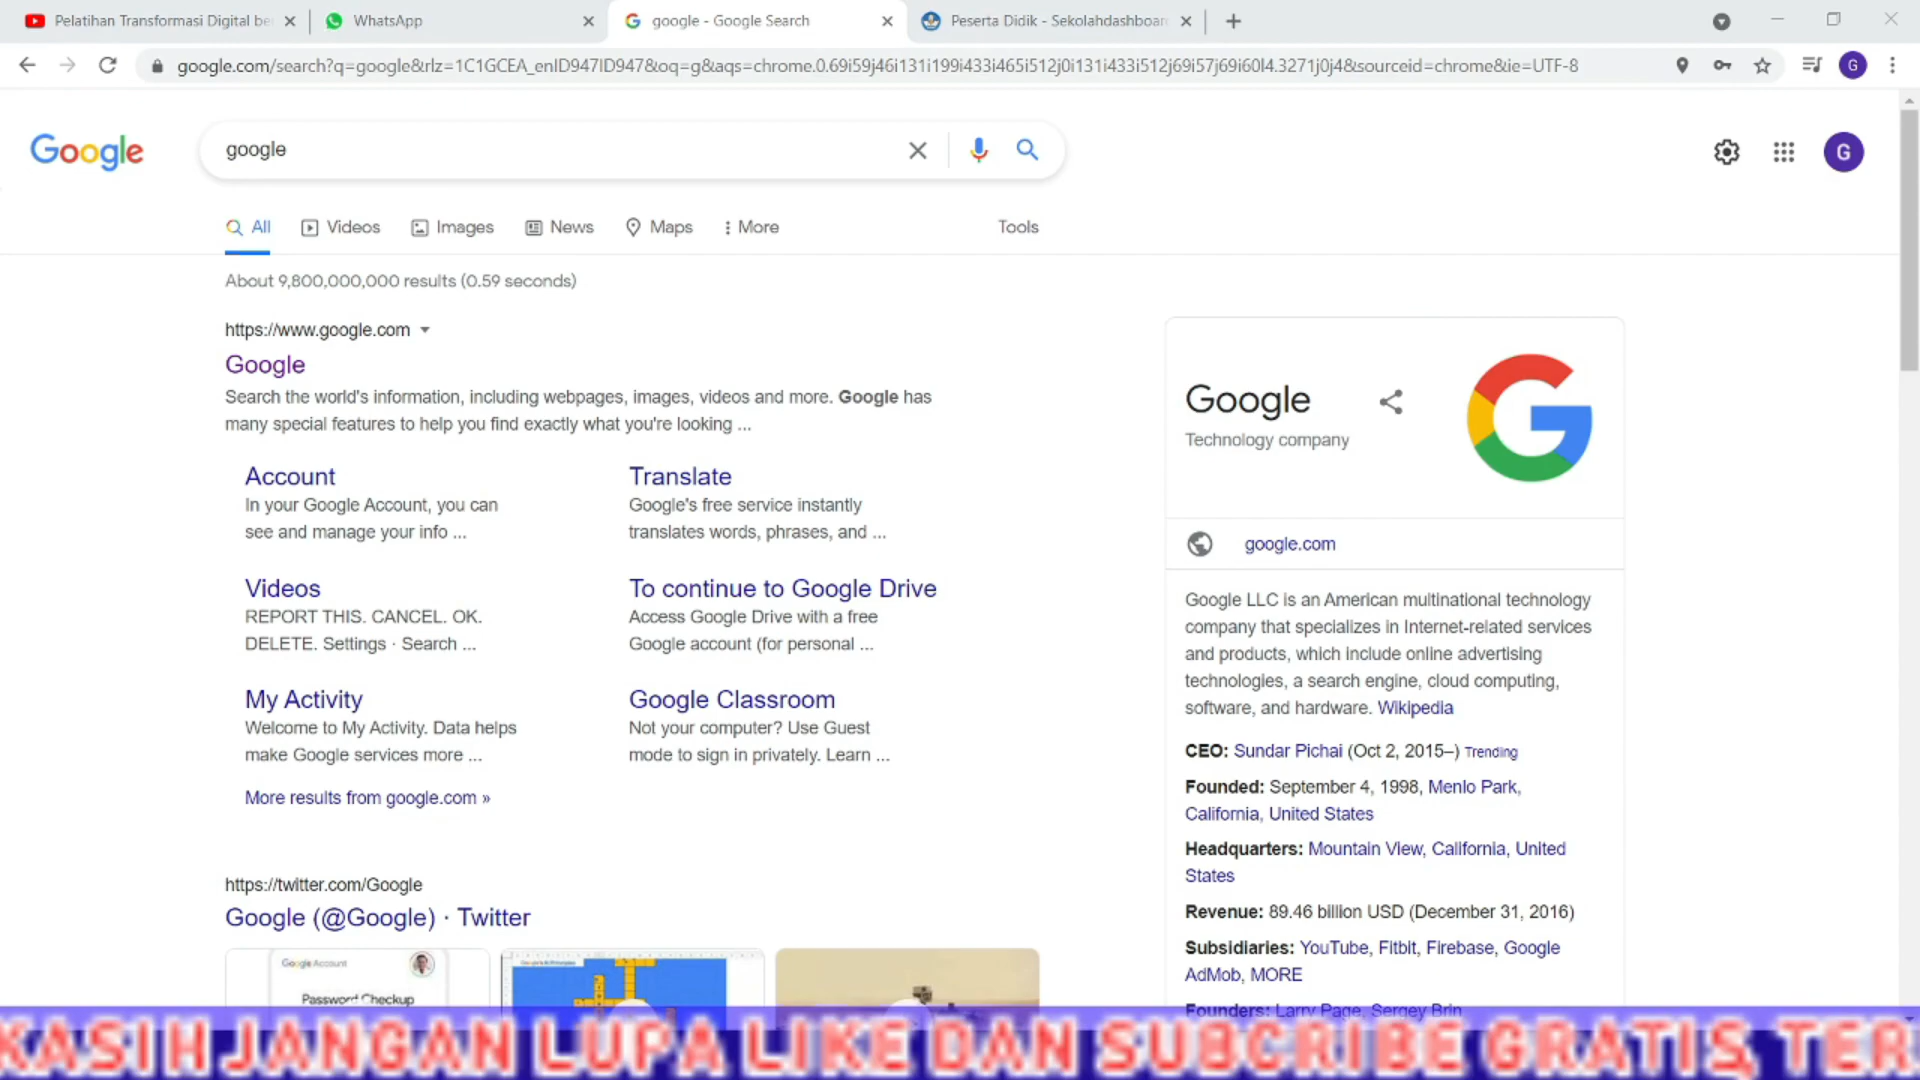 Pelatihan Transformasi Digital be
WhatsApp
google - Google Search
Peserta Didik - Sekolahdashboar
google.com/search?q=google&rlz=1C1GCEA_enID947ID947&oq=g&aqs=chrome.0.69i59j46i131i199i433i465i512j0i131i433i512j69i57j69i60l4.3271j0j4&sourceid=chrome&ie=UTF-8
G
Google
google
G
All
Videos
Images
News
Maps
More
Tools
About 9,800,000,000 results (0.59 seconds)
https://www.google.com
Google
Search the world's information, including webpages, images, videos and more. Google has
many special features to help you find exactly what you're looking ...
Account
In your Google Account, you can
see and manage your info ...
Translate
Google's free service instantly
translates words, phrases, and ...
Videos
REPORT THIS. CANCEL. OK.
DELETE. Settings · Search ...
To continue to Google Drive
Access Google Drive with a free
Google account (for personal ...
My Activity
Welcome to My Activity. Data helps
make Google services more ...
Google Classroom
Not your computer? Use Guest
mode to sign in privately. Learn ...
More results from google.com »
https://twitter.com/Google
Google (@Google) · Twitter
Google Account
Password Checkup
Google
Technology company
google.com
Google LLC is an American multinational technology
company that specializes in Internet-related services
and products, which include online advertising
technologies, a search engine, cloud computing,
software, and hardware. Wikipedia
CEO: Sundar Pichai (Oct 2, 2015–) Trending
Founded: September 4, 1998, Menlo Park,
California, United States
Headquarters: Mountain View, California, United
States
Revenue: 89.46 billion USD (December 31, 2016)
Subsidiaries: YouTube, Fitbit, Firebase, Google
AdMob, MORE
Founders: Larry Page, Sergey Brin
KASIH JANGAN LUPA LIKE DAN SUBCRIBE GRATIS, TER